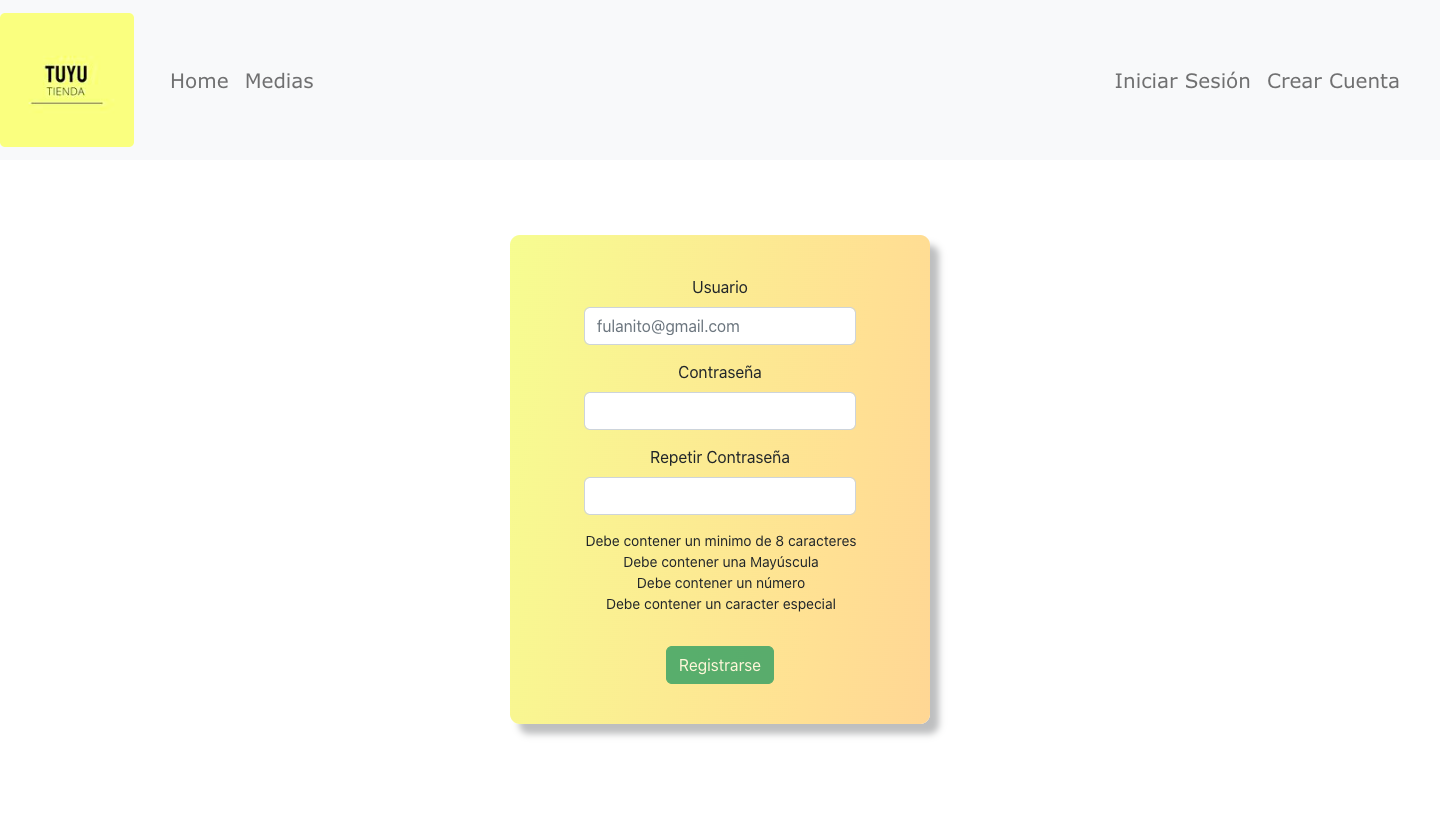 TUYU
TIENDA
Home Medias
Iniciar Sesión Crear Cuenta
Usuario
fulanito@gmail.com
Contraseña
Repetir Contraseña
Debe contener un minimo de 8 caracteres
Debe contener una Mayúscula
Debe contener un número
Debe contener un caracter especial
Registrarse